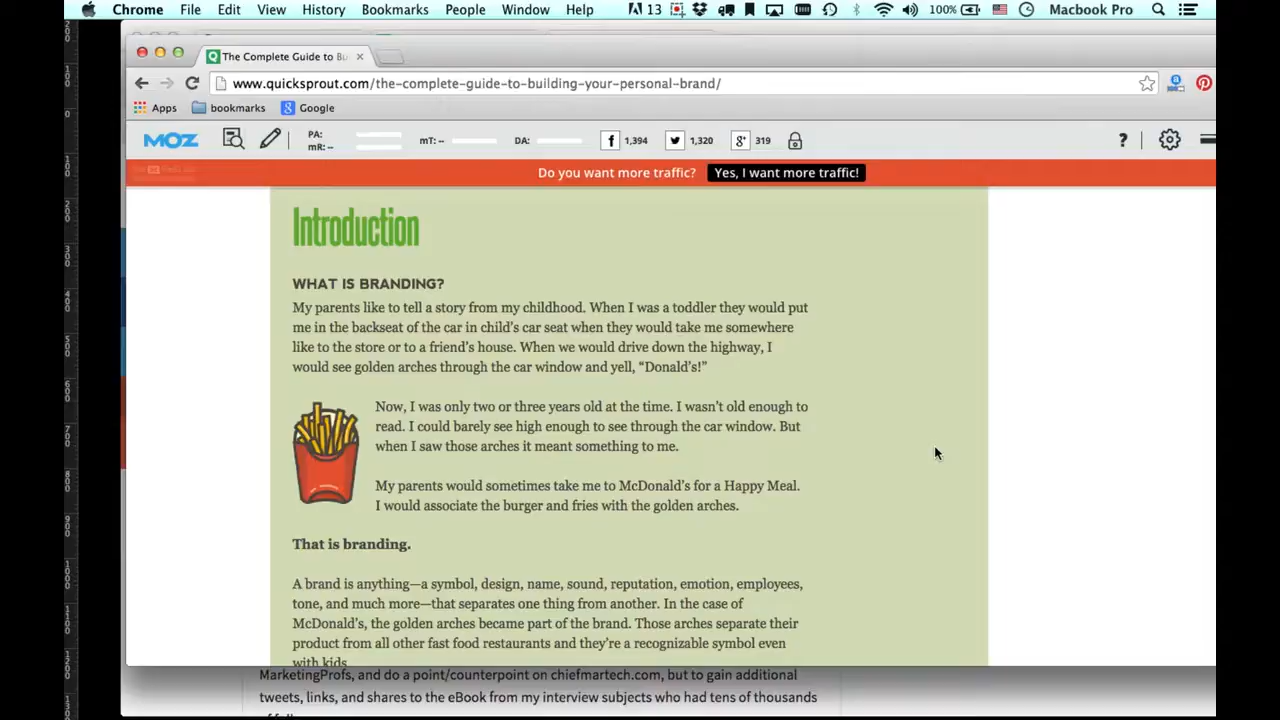 Chrome File Edit View History Bookmarks People Window Help 13 100% Macbook Pro
The Complete Guide to Bu
www.quicksprout.com/the-complete-guide-to-building-your-personal-brand/
Apps bookmarks Google
MOZ PA: mR: -- mT: -- DA: 1,394 1,320 319 ?
Do you want more traffic? Yes, I want more traffic!
Introduction
WHAT IS BRANDING?
My parents like to tell a story from my childhood. When I was a toddler they would put
me in the backseat of the car in child's car seat when they would take me somewhere
like to the store or to a friend's house. When we would drive down the highway, I
would see golden arches through the car window and yell, “Donald's!”
Now, I was only two or three years old at the time. I wasn't old enough to
read. I could barely see high enough to see through the car window. But
when I saw those arches it meant something to me.
My parents would sometimes take me to McDonald's for a Happy Meal.
I would associate the burger and fries with the golden arches.
That is branding.
A brand is anything—a symbol, design, name, sound, reputation, emotion, employees,
tone, and much more—that separates one thing from another. In the case of
McDonald's, the golden arches became part of the brand. Those arches separate their
product from all other fast food restaurants and they're a recognizable symbol even
with kids
MarketingProfs, and do a point/counterpoint on chiefmartech.com, but to gain additional
tweets, links, and shares to the eBook from my interview subjects who had tens of thousands